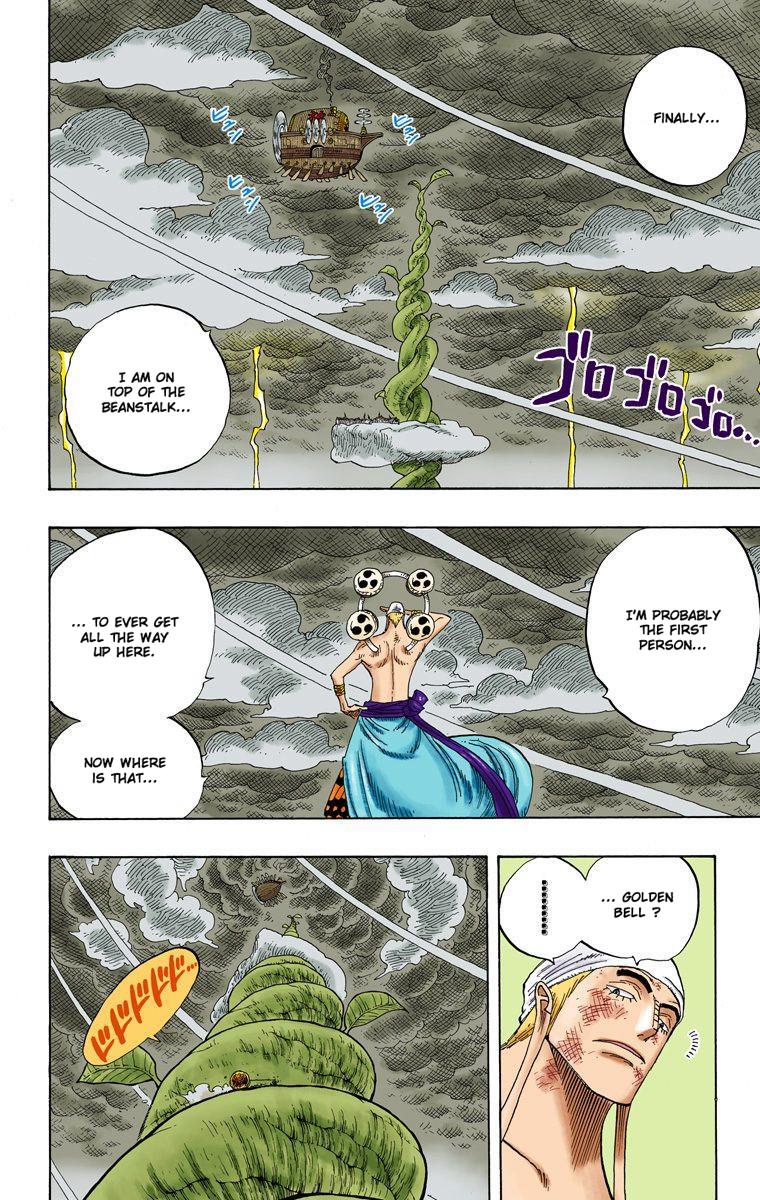 FINALLY...
I AM ON
TOP OF THE
BEANSTALK...
ゴロゴロゴロ...
I'M PROBABLY
THE FIRST
PERSON...
... TO EVER GET
ALL THE WAY
UP HERE.
NOW WHERE
IS THAT...
... GOLDEN
BELL ?
ドドドドドド...